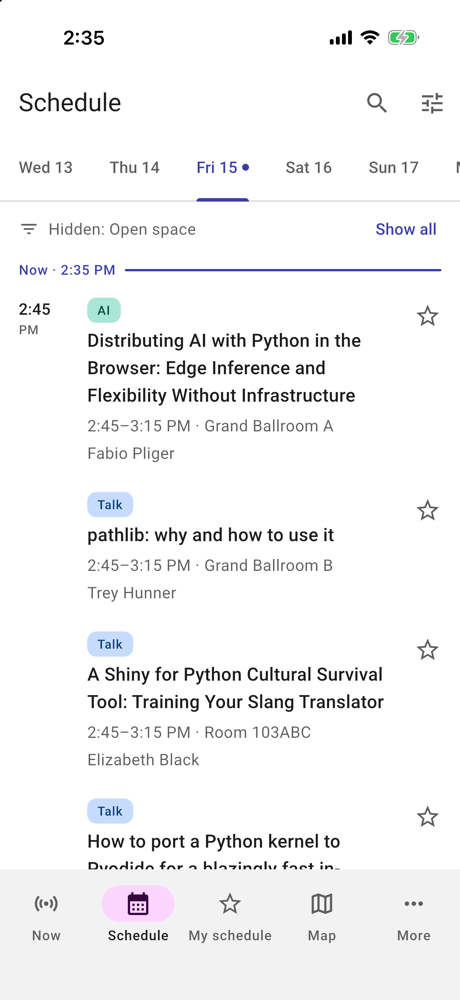 2:35
Schedule
Wed 13
Thu 14
Fri 15
Sat 16
Sun 17
Hidden: Open space
Show all
Now · 2:35 PM
2:45
PM
AI
Distributing AI with Python in the
Browser: Edge Inference and
Flexibility Without Infrastructure
2:45–3:15 PM · Grand Ballroom A
Fabio Pliger
Talk
pathlib: why and how to use it
2:45–3:15 PM · Grand Ballroom B
Trey Hunner
Talk
A Shiny for Python Cultural Survival
Tool: Training Your Slang Translator
2:45–3:15 PM · Room 103ABC
Elizabeth Black
Talk
How to port a Python kernel to
Pyodide for a blazingly fast in-
Now
Schedule
My schedule
Map
More